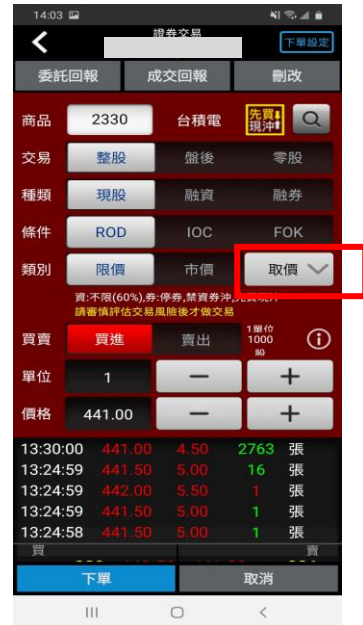 14:03
證券交易
下單設定
委託回報 成交回報 刪改
商品 2330 台積電 先買 現沖
交易 整股 盤後 零股
種類 現股 融資 融券
條件 ROD IOC FOK
類別 限價 市價 取價
資:不限(60%),券:停券,禁資券沖,
請審慎評估交易風險後才做交易
買賣 買進 賣出 1單位 1000 股
單位 1
價格 441.00
13:30:00 441.00 4.50 2763 張
13:24:59 441.50 5.00 16 張
13:24:59 442.00 5.50 1 張
13:24:59 441.50 5.00 1 張
13:24:58 441.50 5.00 1 張
買 賣
下單 取消